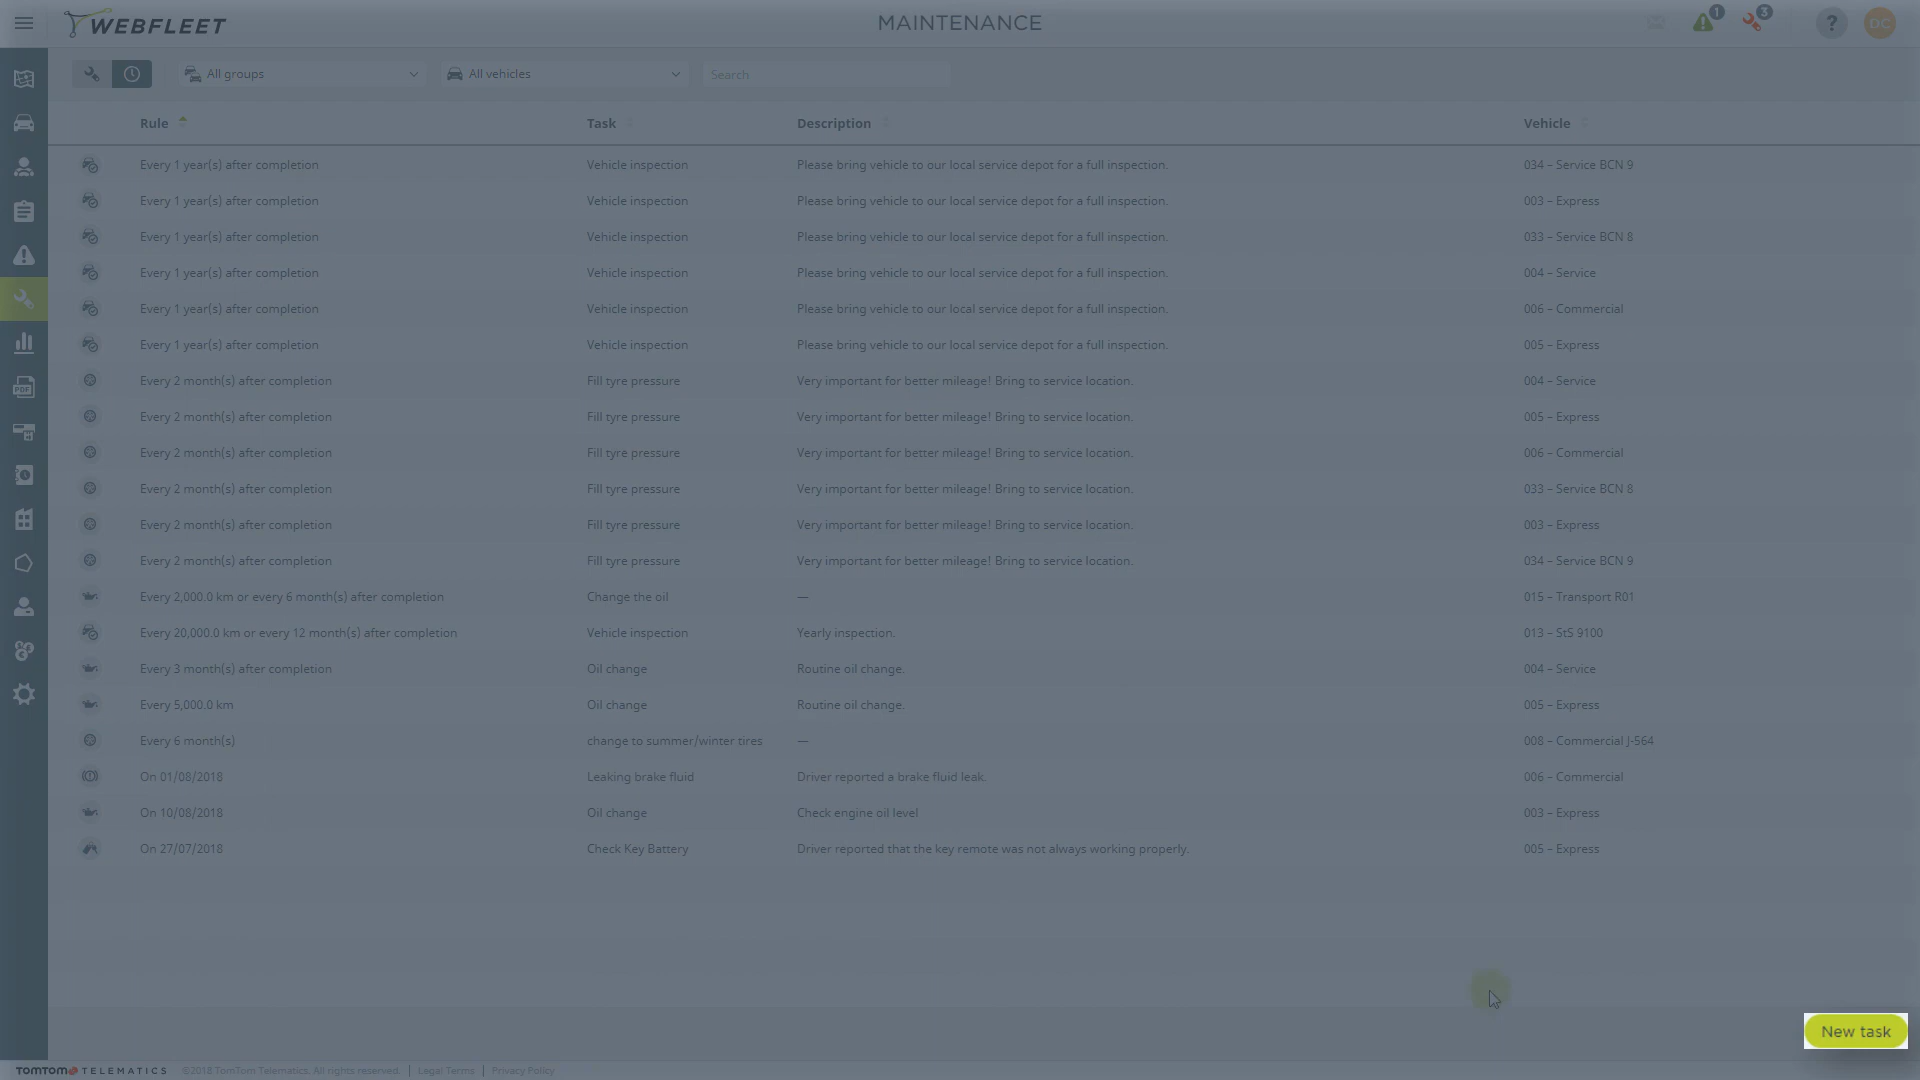 WEBFLEET
MAINTENANCE
1
3
?
DC
All groups
All vehicles
Search
Rule Task Description Vehicle
Every 1 year(s) after completion Vehicle inspection Please bring vehicle to our local service depot for a full inspection. 034 – Service BCN 9
Every 1 year(s) after completion Vehicle inspection Please bring vehicle to our local service depot for a full inspection. 003 – Express
Every 1 year(s) after completion Vehicle inspection Please bring vehicle to our local service depot for a full inspection. 033 – Service BCN 8
Every 1 year(s) after completion Vehicle inspection Please bring vehicle to our local service depot for a full inspection. 004 – Service
Every 1 year(s) after completion Vehicle inspection Please bring vehicle to our local service depot for a full inspection. 006 – Commercial
Every 1 year(s) after completion Vehicle inspection Please bring vehicle to our local service depot for a full inspection. 005 – Express
Every 2 month(s) after completion Fill tyre pressure Very important for better mileage! Bring to service location. 004 – Service
Every 2 month(s) after completion Fill tyre pressure Very important for better mileage! Bring to service location. 005 – Express
Every 2 month(s) after completion Fill tyre pressure Very important for better mileage! Bring to service location. 006 – Commercial
Every 2 month(s) after completion Fill tyre pressure Very important for better mileage! Bring to service location. 033 – Service BCN 8
Every 2 month(s) after completion Fill tyre pressure Very important for better mileage! Bring to service location. 003 – Express
Every 2 month(s) after completion Fill tyre pressure Very important for better mileage! Bring to service location. 034 – Service BCN 9
Every 2,000.0 km or every 6 month(s) after completion Change the oil — 015 – Transport R01
Every 20,000.0 km or every 12 month(s) after completion Vehicle inspection Yearly inspection. 013 – StS 9100
Every 3 month(s) after completion Oil change Routine oil change. 004 – Service
Every 5,000.0 km Oil change Routine oil change. 005 – Express
Every 6 month(s) change to summer/winter tires — 008 – Commercial J-564
On 01/08/2018 Leaking brake fluid Driver reported a brake fluid leak. 006 – Commercial
On 10/08/2018 Oil change Check engine oil level 003 – Express
On 27/07/2018 Check Key Battery Driver reported that the key remote was not always working properly. 005 – Express
PDF
New task
TOMTOM TELEMATICS ©2018 TomTom Telematics. All rights reserved. | Legal Terms | Privacy Policy